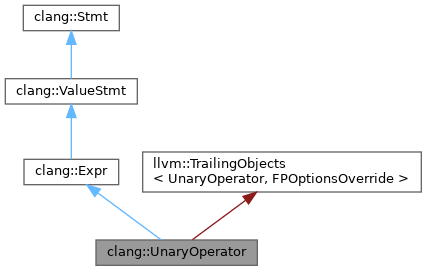 clang::Stmt
clang::ValueStmt
clang::Expr
llvm::TrailingObjects
< UnaryOperator, FPOptionsOverride >
clang::UnaryOperator